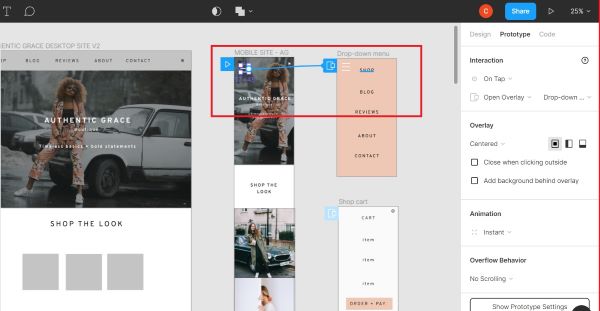 T
C
Share
25%
ENTIC GRACE DESKTOP SITE V2
MOBILE SITE - AG
Drop-down menu
Design
Prototype
Code
IP
BLOG
REVIEWS
ABOUT
CONTACT
AUTHENTIC GRACE
boutique
Timeless basics + bold statements
SHOP THE LOOK
AUTHENTIC GRACE
SHOP THE
LOOK
SHOP
BLOG
REVIEWS
ABOUT
CONTACT
Shop cart
CART
item
item
item
ORDER + PAY
Interaction
On Tap
Open Overlay
Drop-down ...
Overlay
Centered
Close when clicking outside
Add background behind overlay
Animation
Instant
Overflow Behavior
No Scrolling
Show Prototype Settings